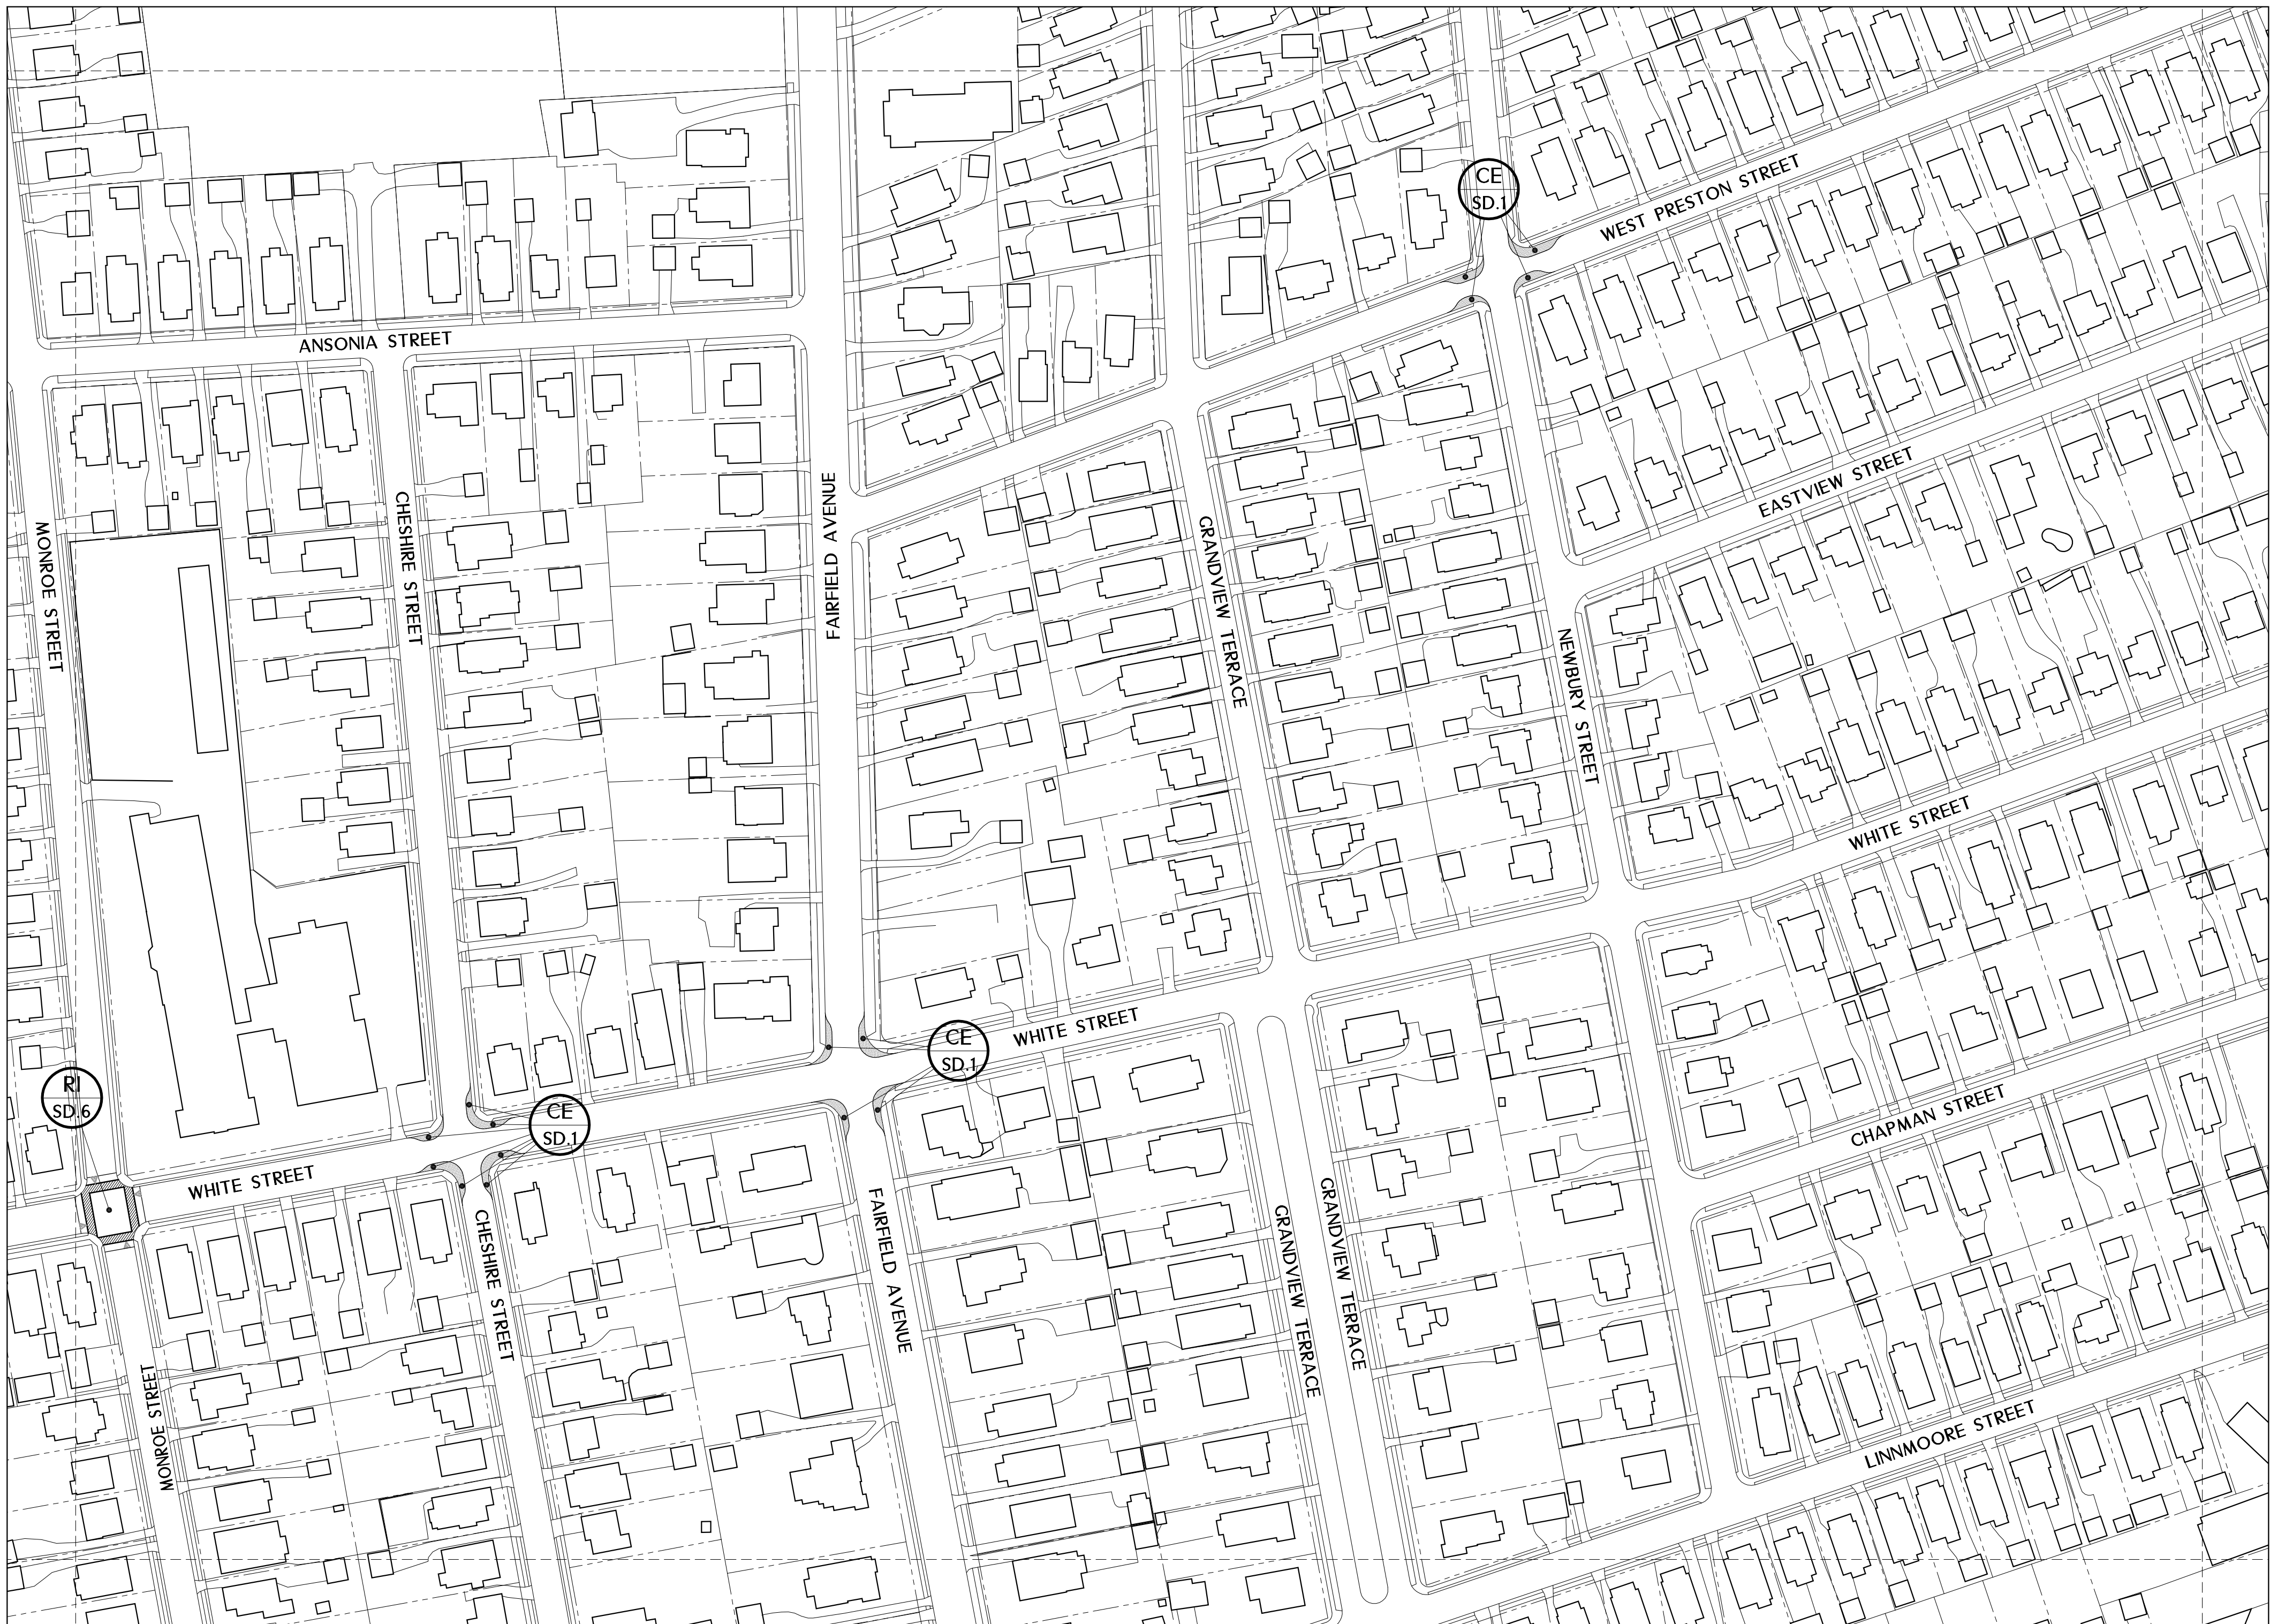 CE
SD.1
WEST PRESTON STREET
ANSONIA STREET
EASTVIEW STREET
FAIRFIELD AVENUE
CHESHIRE STREET
MONROE STREET
GRANDVIEW TERRACE
NEWBURY STREET
WHITE STREET
WHITE STREET
CE
SD.1
RI
SD.6
CE
SD.1
CHAPMAN STREET
WHITE STREET
CHESHIRE STREET
FAIRFIELD AVENUE
GRANDVIEW TERRACE
GRANDVIEW TERRACE
MONROE STREET
LINNMOORE STREET